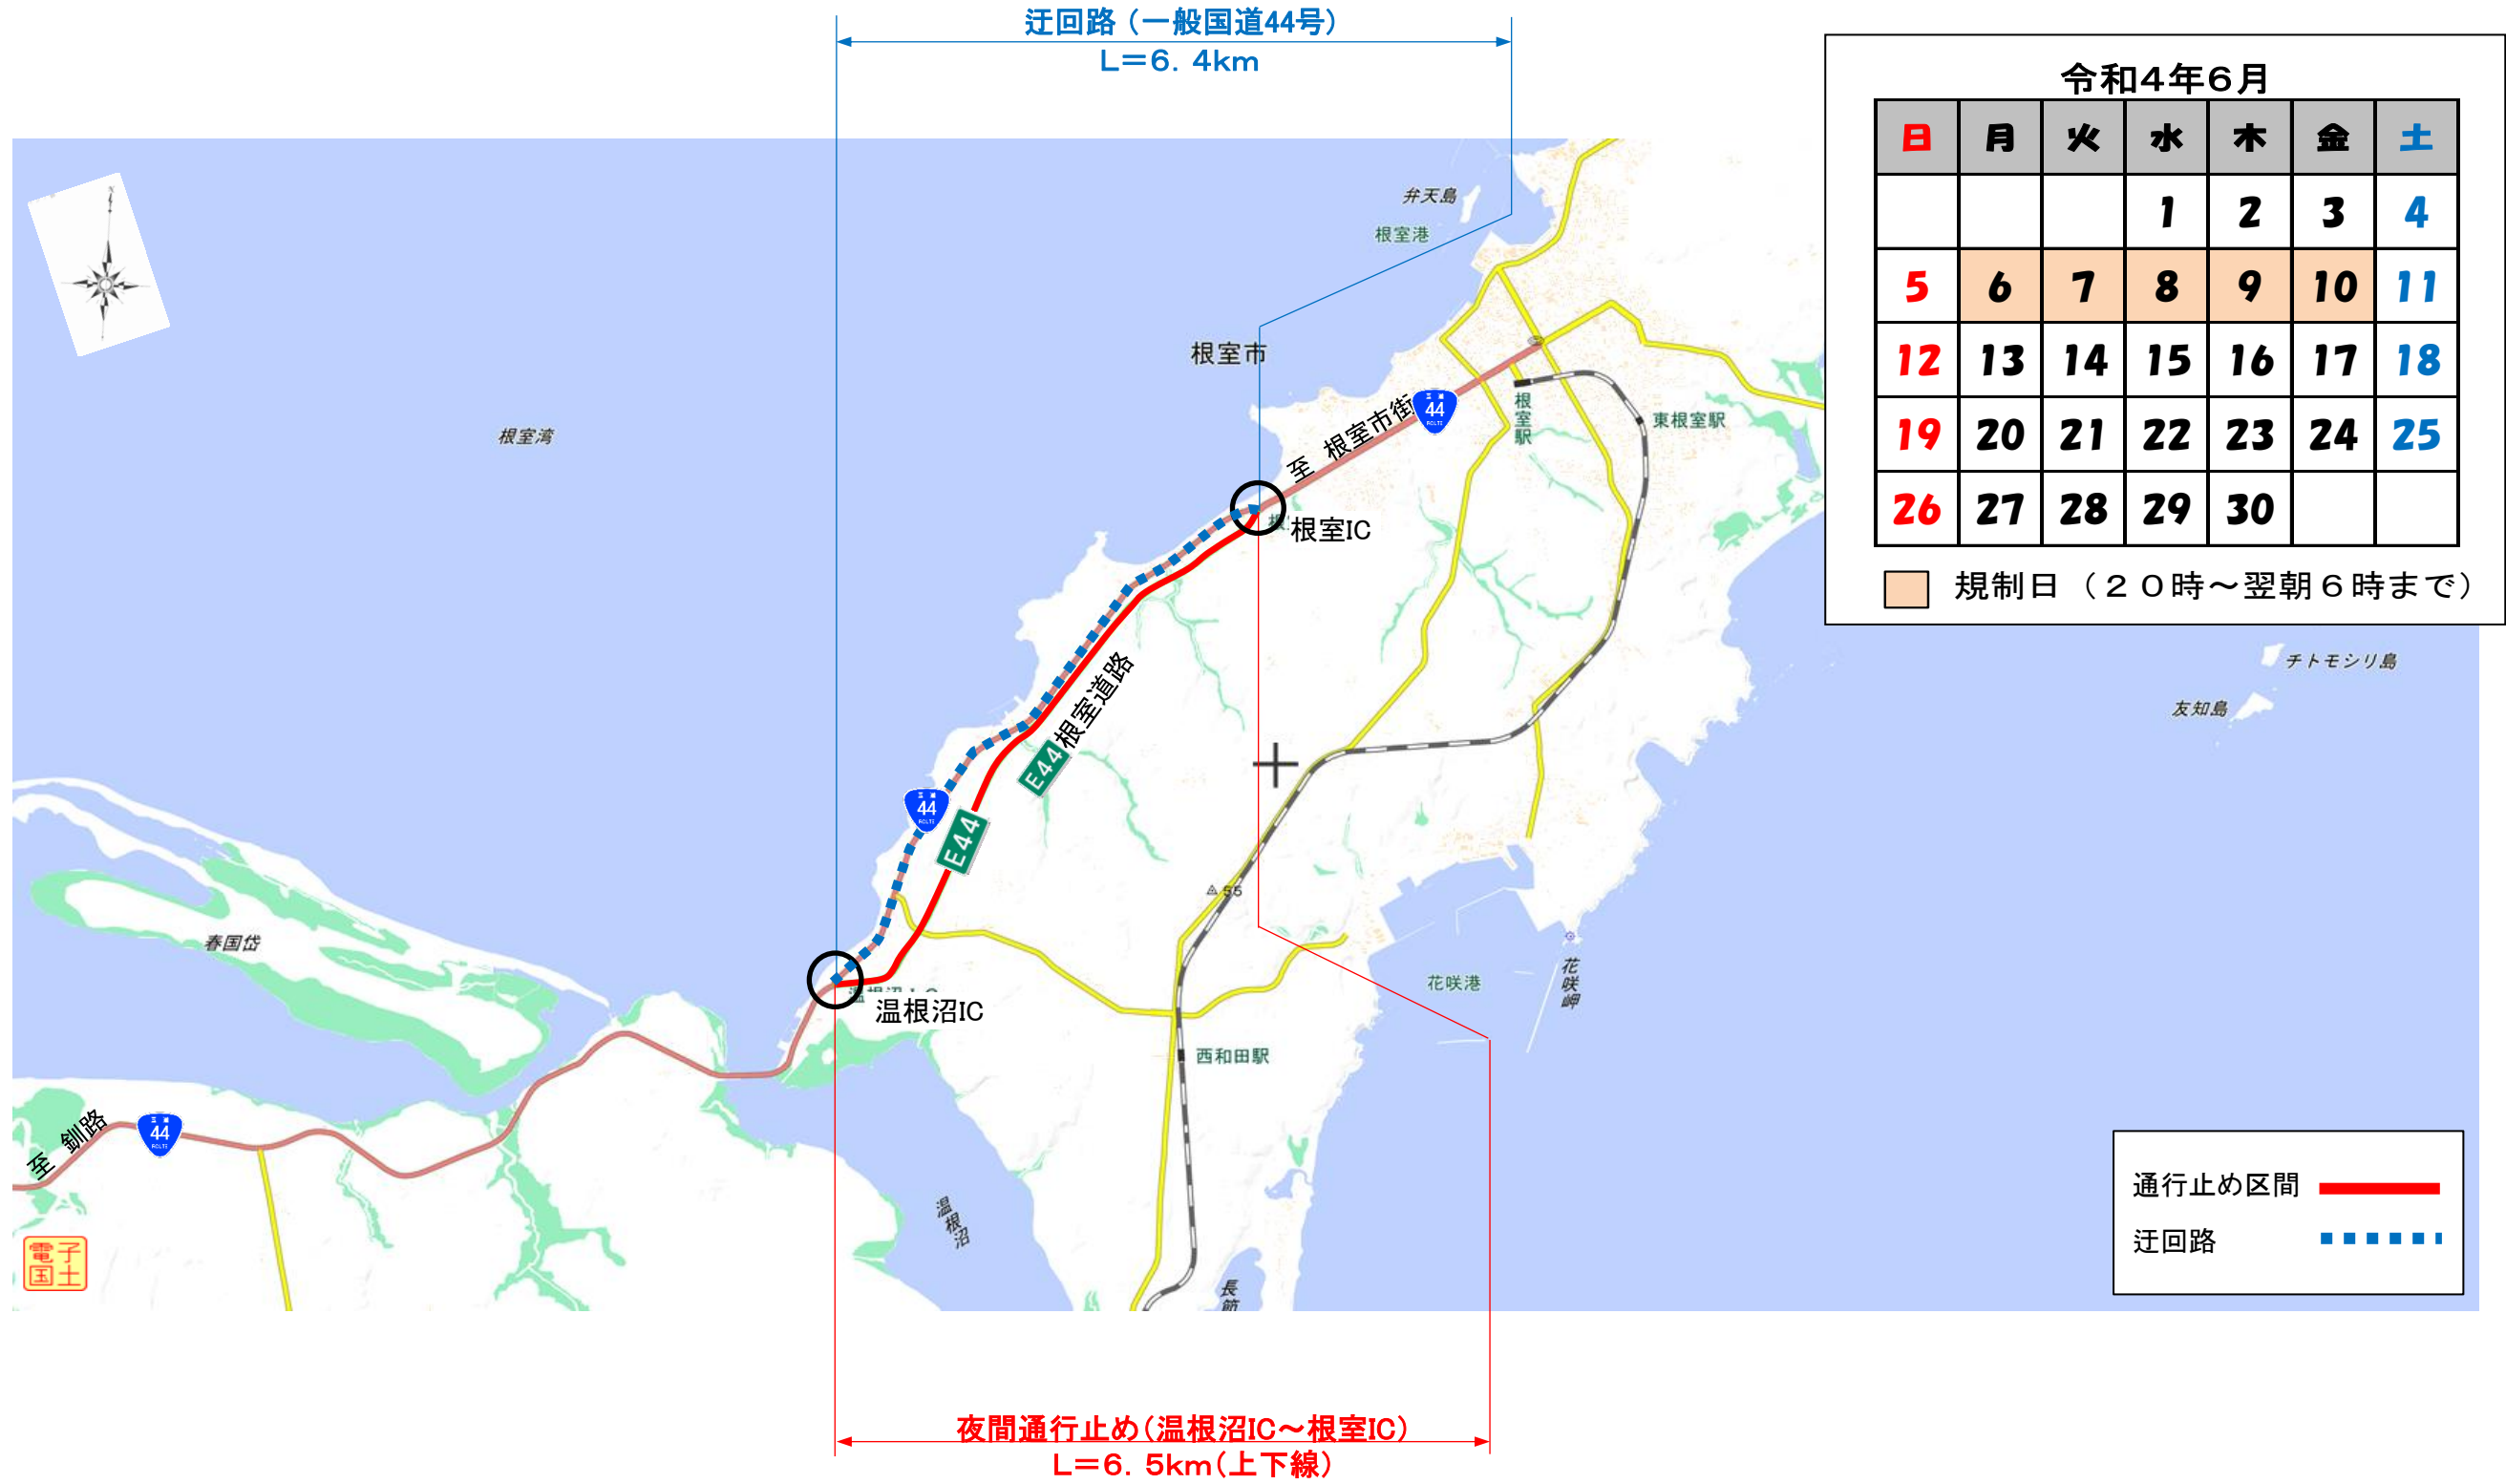 迂回路（一般国道44号）
L＝6．4km
令和4年6月
日 月 火 水 木 金 土
1 2 3 4
5 6 7 8 9 10 11
12 13 14 15 16 17 18
19 20 21 22 23 24 25
26 27 28 29 30
規制日（２０時～翌朝６時まで）
N
弁天島
根室港
根室市
根室湾
至 根室市街
44
根室駅
東根室駅
根室IC
チトモシリ島
友知島
根室道路
E44
44
E44
55
春国岱
温根沼IC
花咲港
花咲岬
西和田駅
至 釧路
44
温根沼
長節
電子
国土
通行止め区間
迂回路
夜間通行止め（温根沼IC～根室IC）
L＝6．5km（上下線）